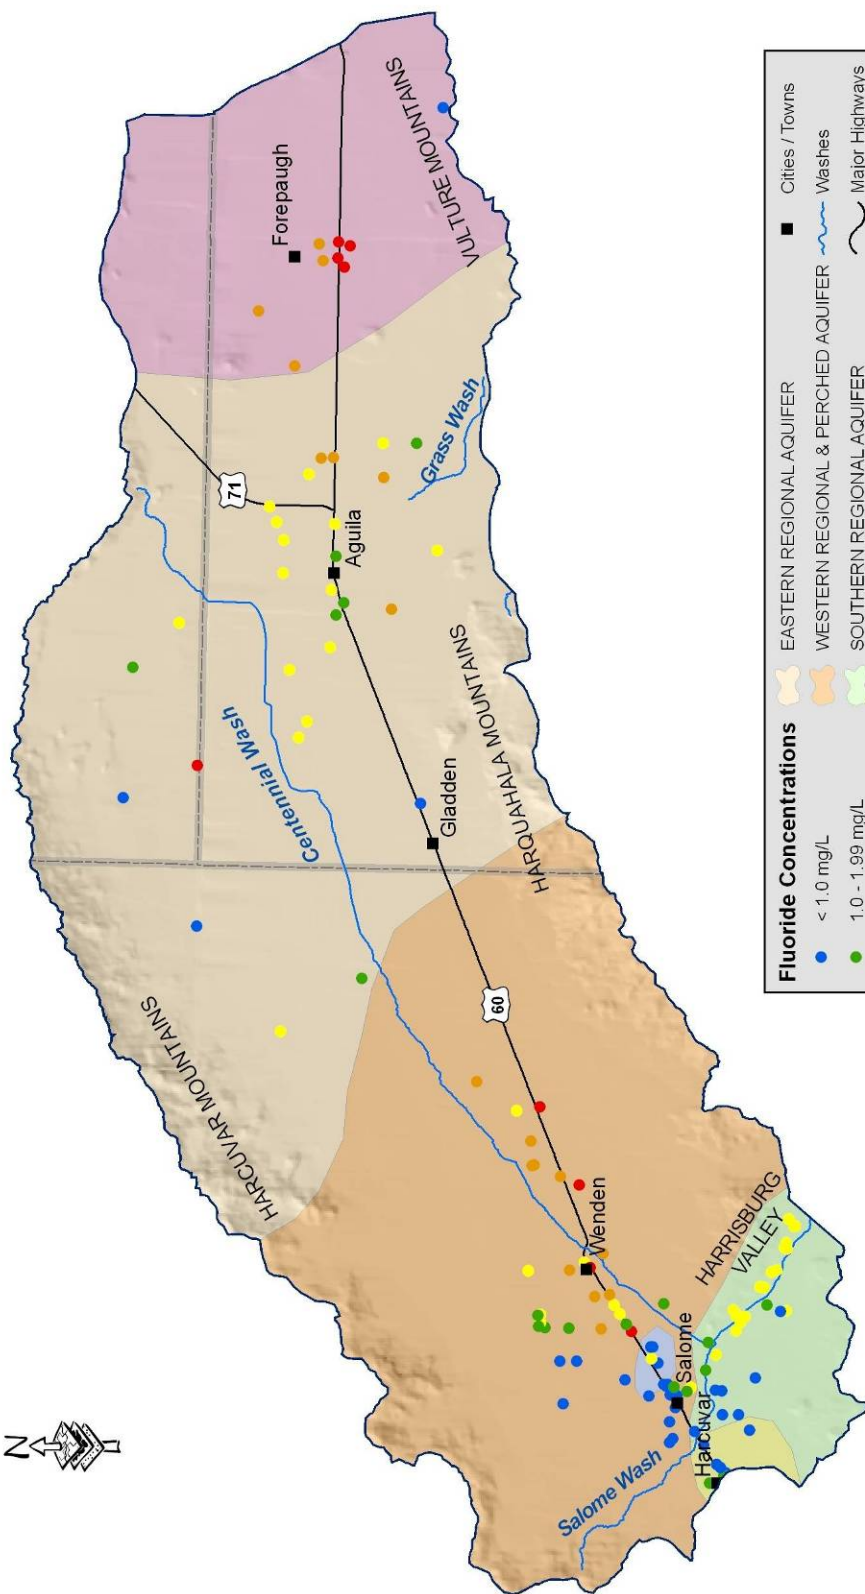 N
HARCUVAR MOUNTAINS
Centennial Wash
71
Forepaugh
VULTURE MOUNTAINS
Aguila
Grass Wash
Gladden
HARQUAHALA MOUNTAINS
60
Wenden
HARRISBURG
VALLEY
Salome
Harcuvar
Salome Wash
Fluoride Concentrations
< 1.0 mg/L
1.0 - 1.99 mg/L
EASTERN REGIONAL AQUIFER
WESTERN REGIONAL & PERCHED AQUIFER
SOUTHERN REGIONAL AQUIFER
Cities / Towns
Washes
Major Highways